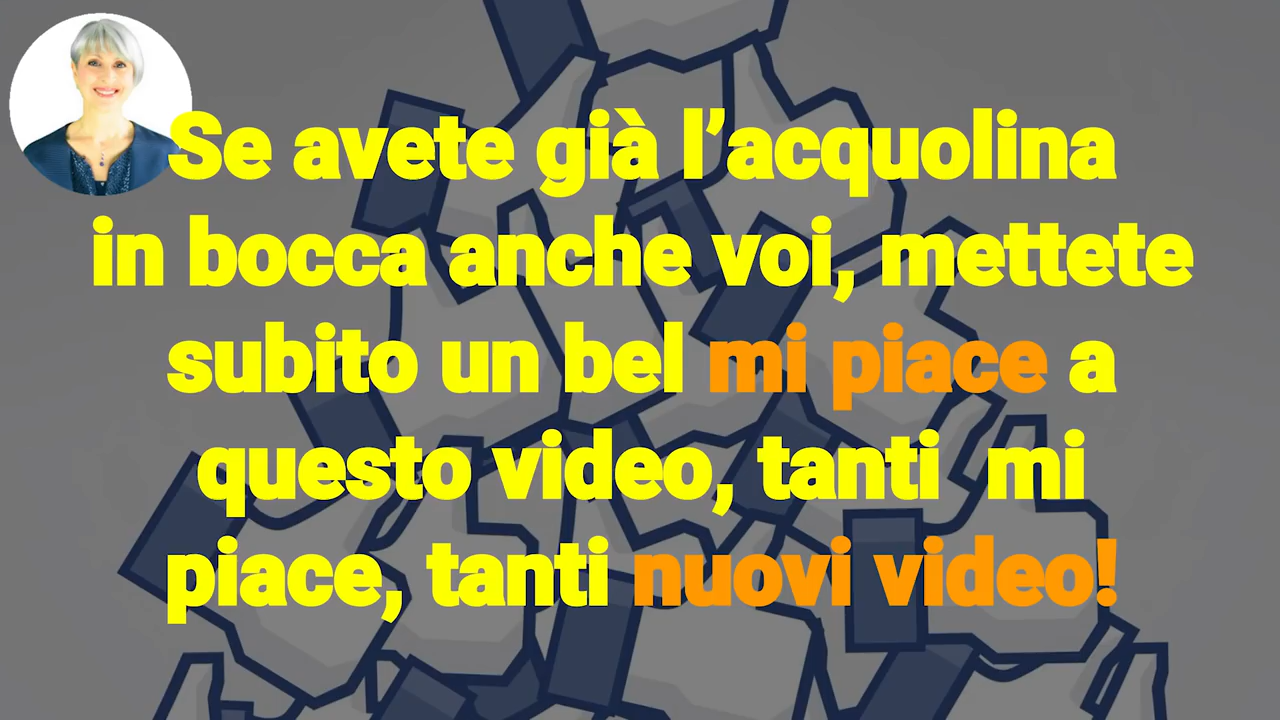 Se avete già l’acquolina
in bocca anche voi, mettete
subito un bel mi piace a
questo video, tanti  mi
piace, tanti nuovi video!